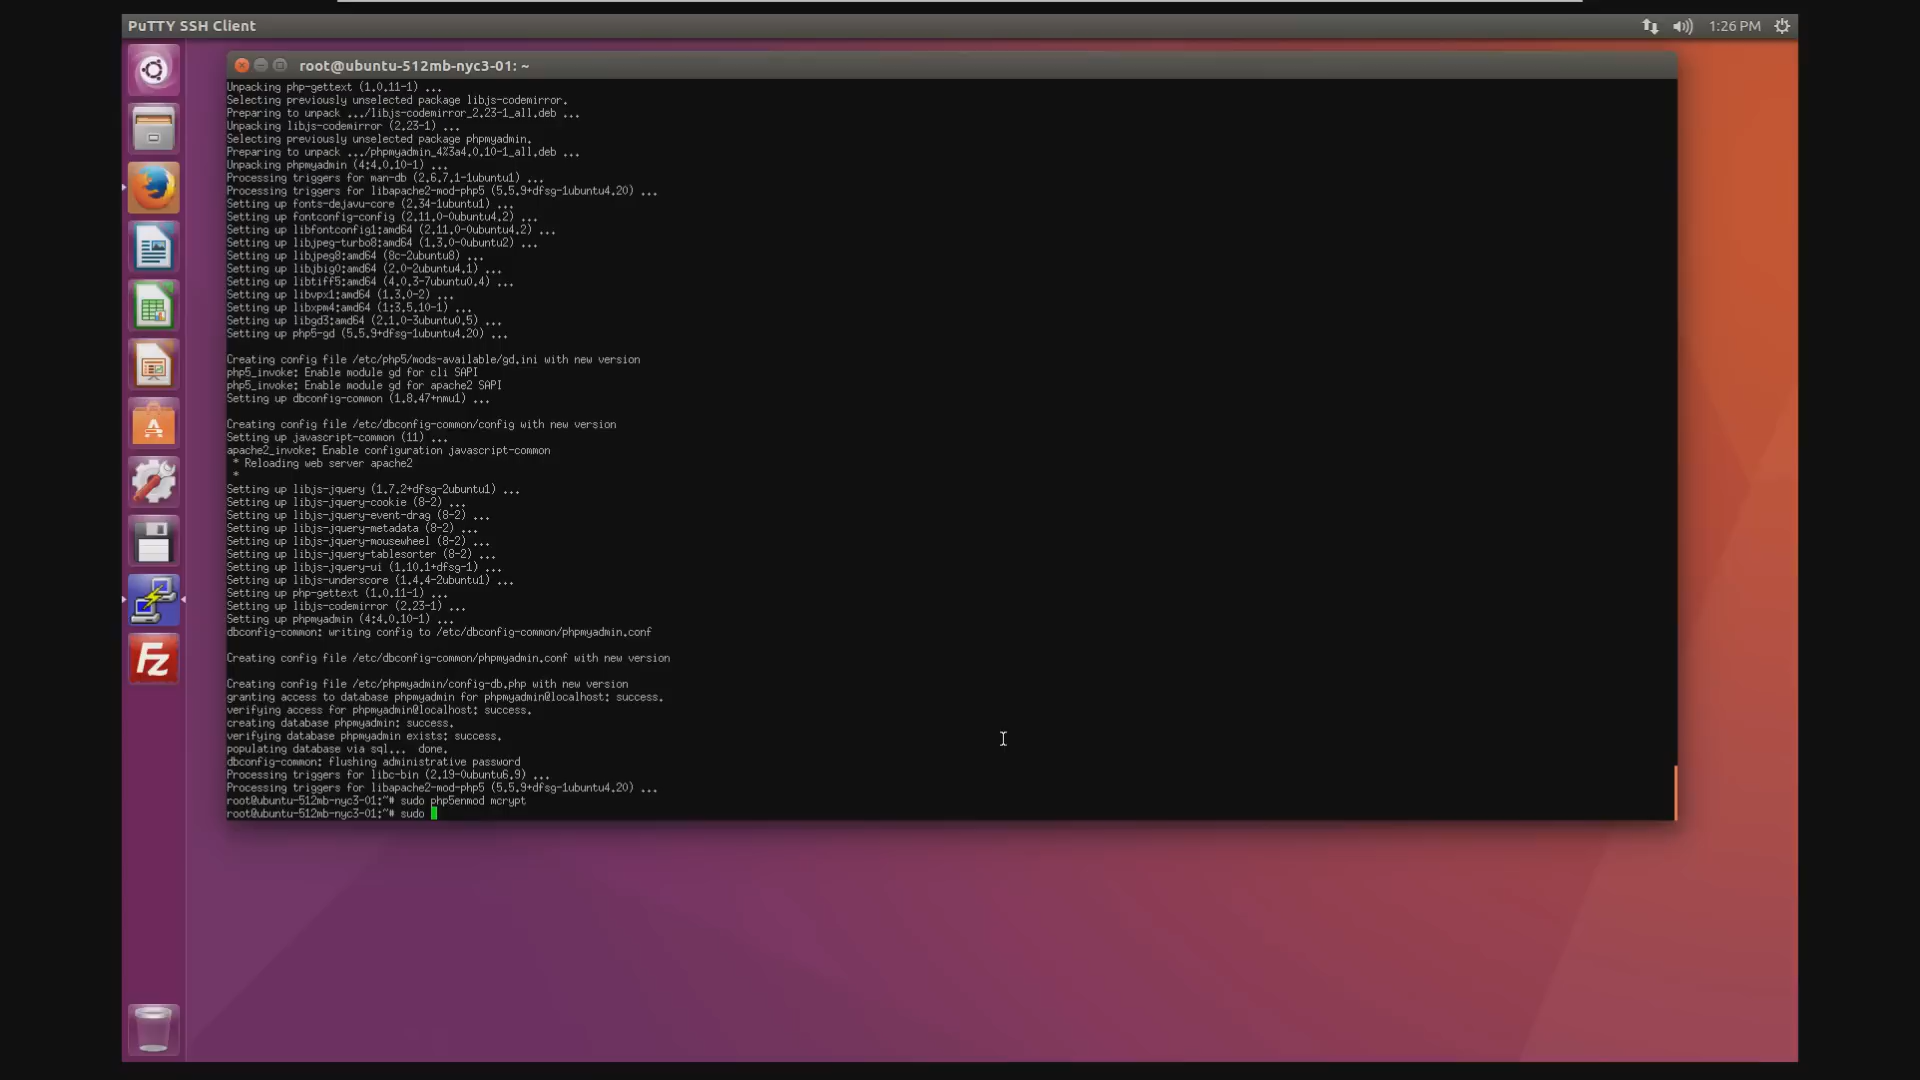 PuTTY SSH Client
1:26 PM
root@ubuntu-512mb-nyc3-01: ~
Unpacking php-gettext (1.0.11-1) ...
Selecting previously unselected package libjs-codemirror.
Preparing to unpack .../libjs-codemirror_2.23-1_all.deb ...
Unpacking libjs-codemirror (2.23-1) ...
Selecting previously unselected package phpmyadmin.
Preparing to unpack .../phpmyadmin_4%3a4.0.10-1_all.deb ...
Unpacking phpmyadmin (4:4.0.10-1) ...
Processing triggers for man-db (2.6.7.1-1ubuntu1) ...
Processing triggers for libapache2-mod-php5 (5.5.9+dfsg-1ubuntu4.20) ...
Setting up fonts-dejavu-core (2.34-1ubuntu1) ...
Setting up fontconfig-config (2.11.0-0ubuntu4.2) ...
Setting up libfontconfig1:amd64 (2.11.0-0ubuntu4.2) ...
Setting up libjpeg-turbo8:amd64 (1.3.0-0ubuntu2) ...
Setting up libjpeg8:amd64 (8c-2ubuntu8) ...
Setting up libjbig0:amd64 (2.0-2ubuntu4.1) ...
Setting up libtiff5:amd64 (4.0.3-7ubuntu0.4) ...
Setting up libvpx1:amd64 (1.3.0-2) ...
Setting up libxpm4:amd64 (1:3.5.10-1) ...
Setting up libgd3:amd64 (2.1.0-3ubuntu0.5) ...
Setting up php5-gd (5.5.9+dfsg-1ubuntu4.20) ...
Creating config file /etc/php5/mods-available/gd.ini with new version
php5_invoke: Enable module gd for cli SAPI
php5_invoke: Enable module gd for apache2 SAPI
Setting up dbconfig-common (1.8.47+nmu1) ...
Creating config file /etc/dbconfig-common/config with new version
Setting up javascript-common (11) ...
apache2_invoke: Enable configuration javascript-common
* Reloading web server apache2
*
Setting up libjs-jquery (1.7.2+dfsg-2ubuntu1) ...
Setting up libjs-jquery-cookie (8-2) ...
Setting up libjs-jquery-event-drag (8-2) ...
Setting up libjs-jquery-metadata (8-2) ...
Setting up libjs-jquery-mousewheel (8-2) ...
Setting up libjs-jquery-tablesorter (8-2) ...
Setting up libjs-jquery-ui (1.10.1+dfsg-1) ...
Setting up libjs-underscore (1.4.4-2ubuntu1) ...
Setting up php-gettext (1.0.11-1) ...
Setting up libjs-codemirror (2.23-1) ...
Setting up phpmyadmin (4:4.0.10-1) ...
dbconfig-common: writing config to /etc/dbconfig-common/phpmyadmin.conf
Creating config file /etc/dbconfig-common/phpmyadmin.conf with new version
Creating config file /etc/phpmyadmin/config-db.php with new version
granting access to database phpmyadmin for phpmyadmin@localhost: success.
verifying access for phpmyadmin@localhost: success.
creating database phpmyadmin: success.
verifying database phpmyadmin exists: success.
populating database via sql...  done.
dbconfig-common: flushing administrative password
Processing triggers for libc-bin (2.19-0ubuntu6.9) ...
Processing triggers for libapache2-mod-php5 (5.5.9+dfsg-1ubuntu4.20) ...
root@ubuntu-512mb-nyc3-01:~# sudo php5enmod mcrypt
root@ubuntu-512mb-nyc3-01:~# sudo
Fz